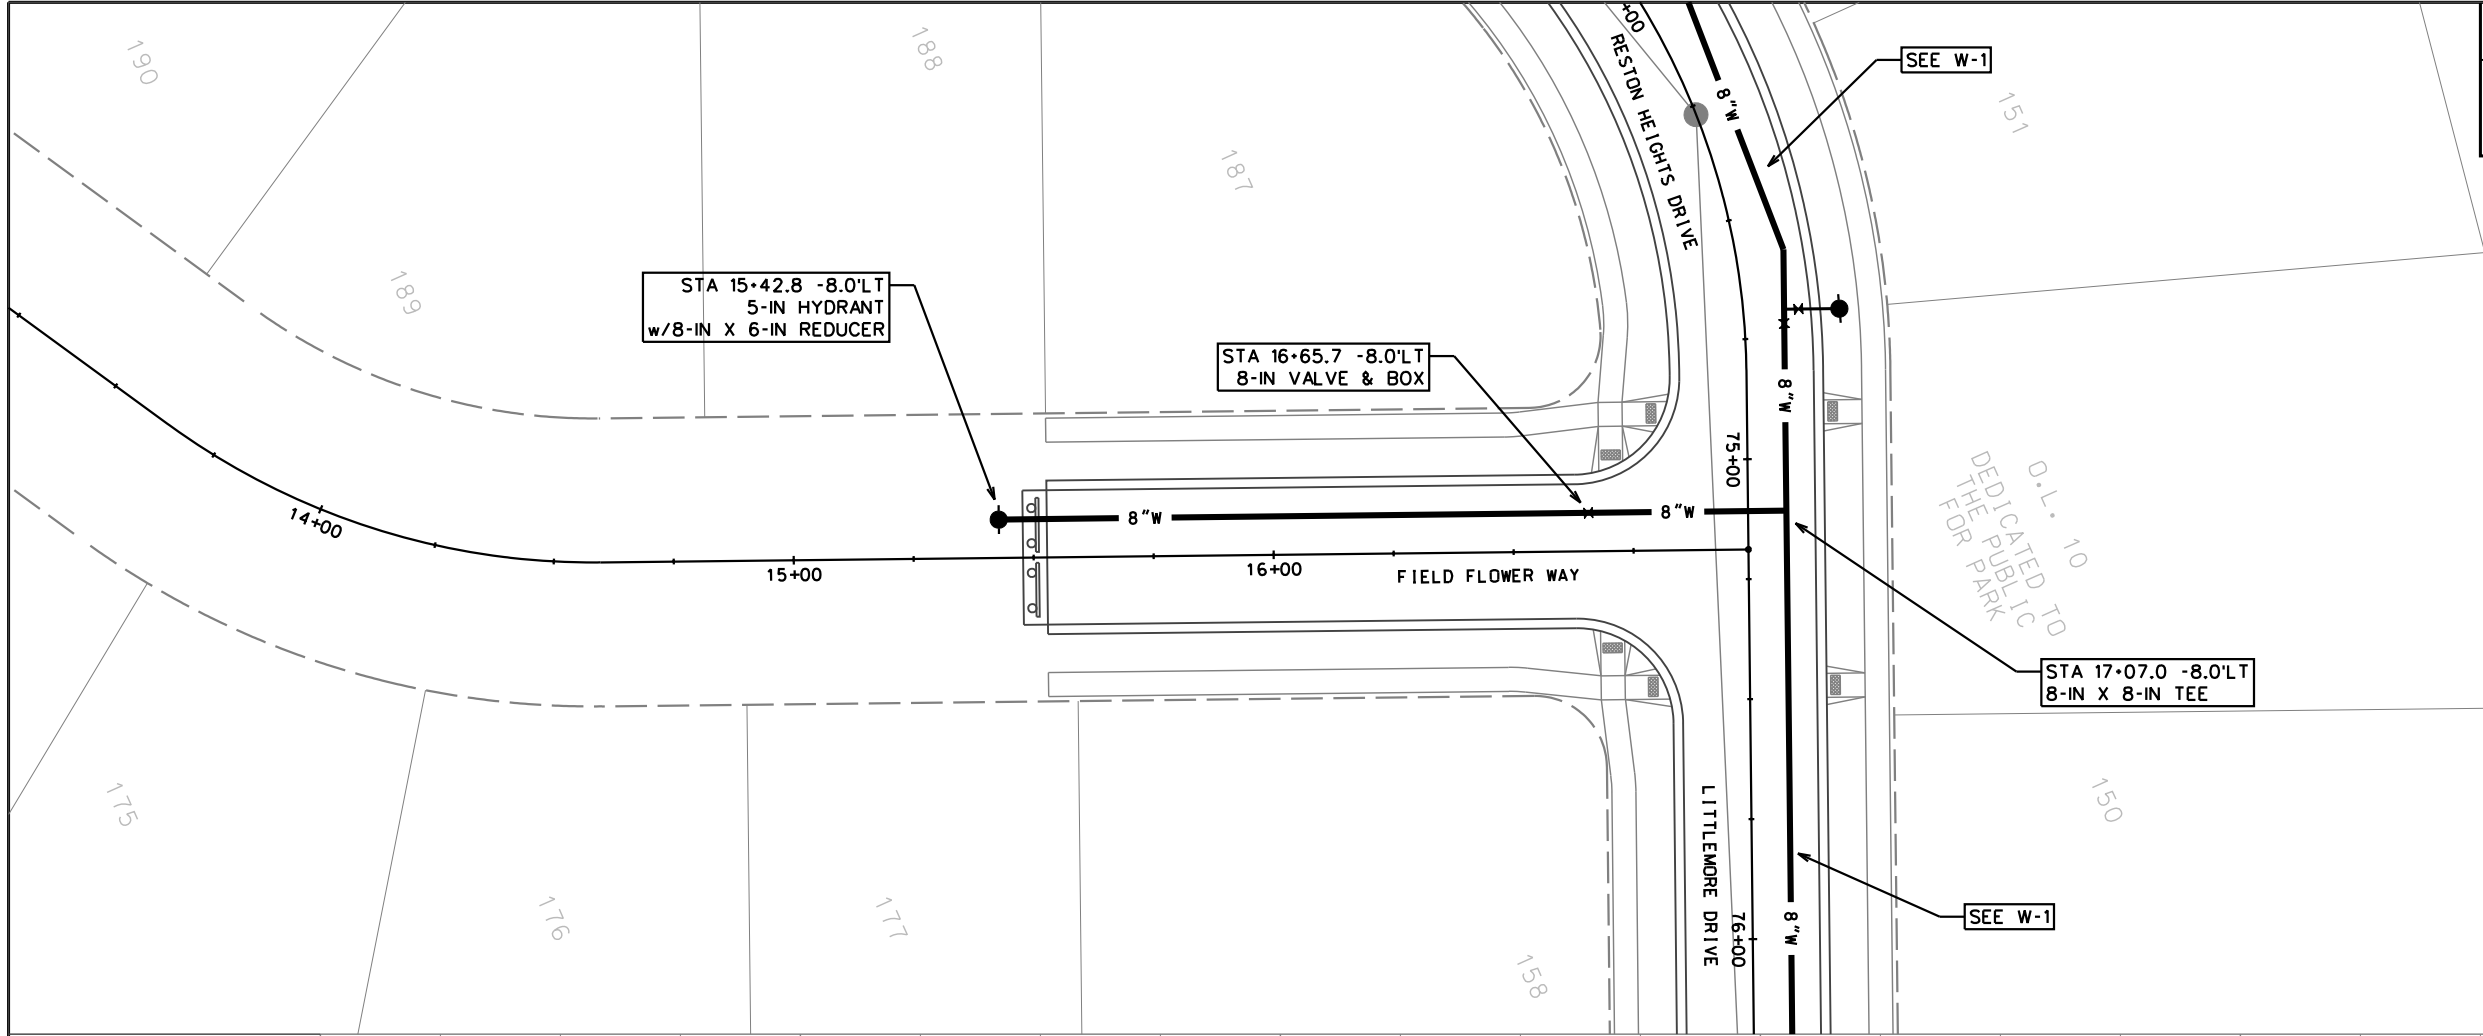 190
188
187
189
151
+00
RESTON HEIGHTS DRIVE
8"W
SEE W-1
STA 15+42.8 -8.0'LT
5-IN HYDRANT
w/8-IN X 6-IN REDUCER
STA 16+65.7 -8.0'LT
8-IN VALVE & BOX
8"W
75+00
14+00
8"W
8"W
15+00
16+00
FIELD FLOWER WAY
O.L. 10
DEDICATED TO
THE PUBLIC
FOR PARK
STA 17+07.0 -8.0'LT
8-IN X 8-IN TEE
175
176
177
158
150
LITTLEMORE DRIVE
76+00
8"W
SEE W-1